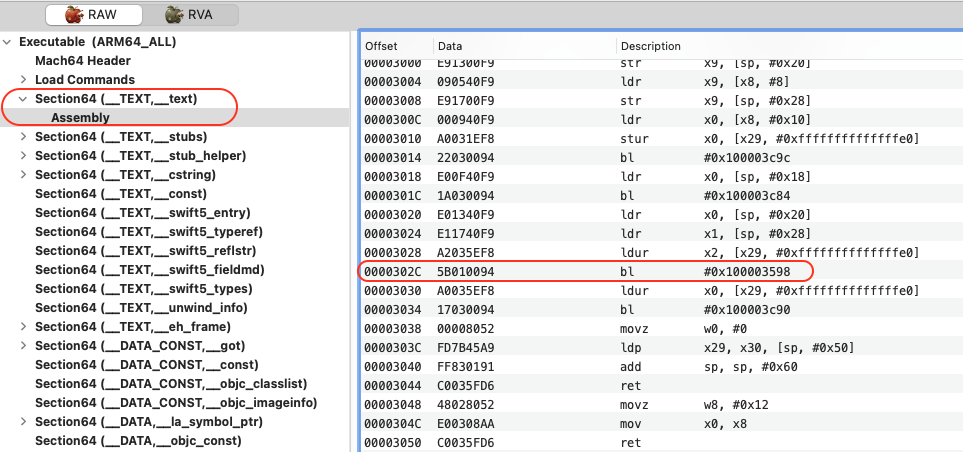 RAW
RVA
Executable (ARM64_ALL)
Mach64 Header
Load Commands
Section64 (__TEXT,__text)
Assembly
Section64 (__TEXT,__stubs)
Section64 (__TEXT,__stub_helper)
Section64 (__TEXT,__cstring)
Section64 (__TEXT,__const)
Section64 (__TEXT,__swift5_entry)
Section64 (__TEXT,__swift5_typeref)
Section64 (__TEXT,__swift5_reflstr)
Section64 (__TEXT,__swift5_fieldmd)
Section64 (__TEXT,__swift5_types)
Section64 (__TEXT,__unwind_info)
Section64 (__TEXT,__eh_frame)
Section64 (__DATA_CONST,__got)
Section64 (__DATA_CONST,__const)
Section64 (__DATA_CONST,__objc_classlist)
Section64 (__DATA_CONST,__objc_imageinfo)
Section64 (__DATA,__la_symbol_ptr)
Section64 (__DATA,__objc_const)
Offset Data Description
00003000 E91300F9 str x9, [sp, #0x20]
00003004 090540F9 ldr x9, [x8, #8]
00003008 E91700F9 str x9, [sp, #0x28]
0000300C 000940F9 ldr x0, [x8, #0x10]
00003010 A0031EF8 stur x0, [x29, #0xffffffffffffffe0]
00003014 22030094 bl #0x100003c9c
00003018 E00F40F9 ldr x0, [sp, #0x18]
0000301C 1A030094 bl #0x100003c84
00003020 E01340F9 ldr x0, [sp, #0x20]
00003024 E11740F9 ldr x1, [sp, #0x28]
00003028 A2035EF8 ldur x2, [x29, #0xffffffffffffffe0]
0000302C 5B010094 bl #0x100003598
00003030 A0035EF8 ldur x0, [x29, #0xffffffffffffffe0]
00003034 17030094 bl #0x100003c90
00003038 00008052 movz w0, #0
0000303C FD7B45A9 ldp x29, x30, [sp, #0x50]
00003040 FF830191 add sp, sp, #0x60
00003044 C0035FD6 ret
00003048 48028052 movz w8, #0x12
0000304C E00308AA mov x0, x8
00003050 C0035FD6 ret